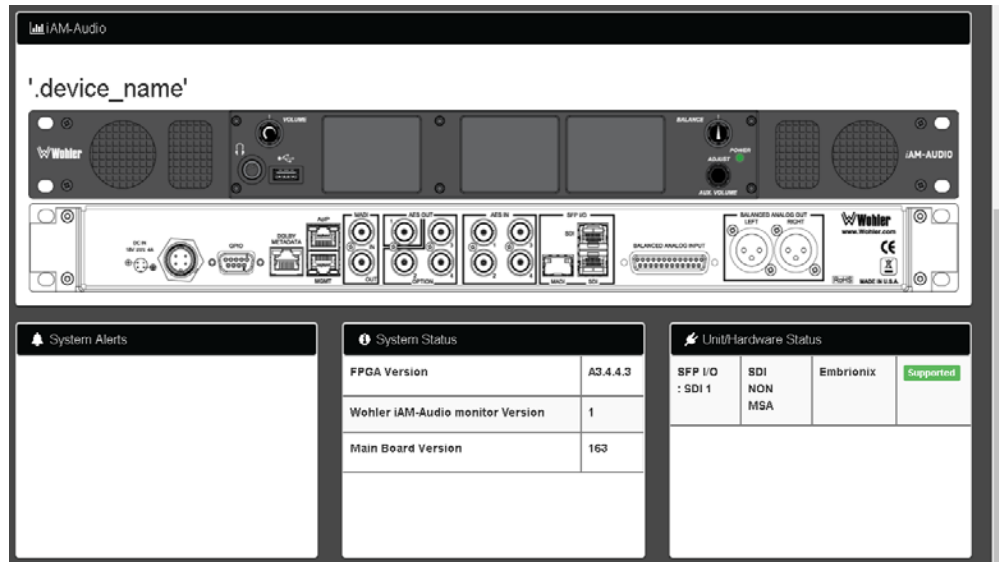 iAM-Audio
'.device_name'
VOLUME
BALANCE
Wohler
POWER
ADJUST
AUX. VOLUME
iAM-AUDIO
DC IN
GPIO
DOLBY
METADATA
MGMT
MADI
IN
OUT
AES OUT
AES IN
OPTION
SFP I/O
SDI
MADI
SDI
BALANCED ANALOG INPUT
BALANCED ANALOG OUT
LEFT
RIGHT
Wohler
www.Wohler.com
CE
RoHS
MADE IN U.S.A.
System Alerts
System Status
FPGA Version
A3.4.4.3
Wohler iAM-Audio monitor Version
1
Main Board Version
163
Unit/Hardware Status
SFP I/O
: SDI 1
SDI
NON
MSA
Embrionix
Supported